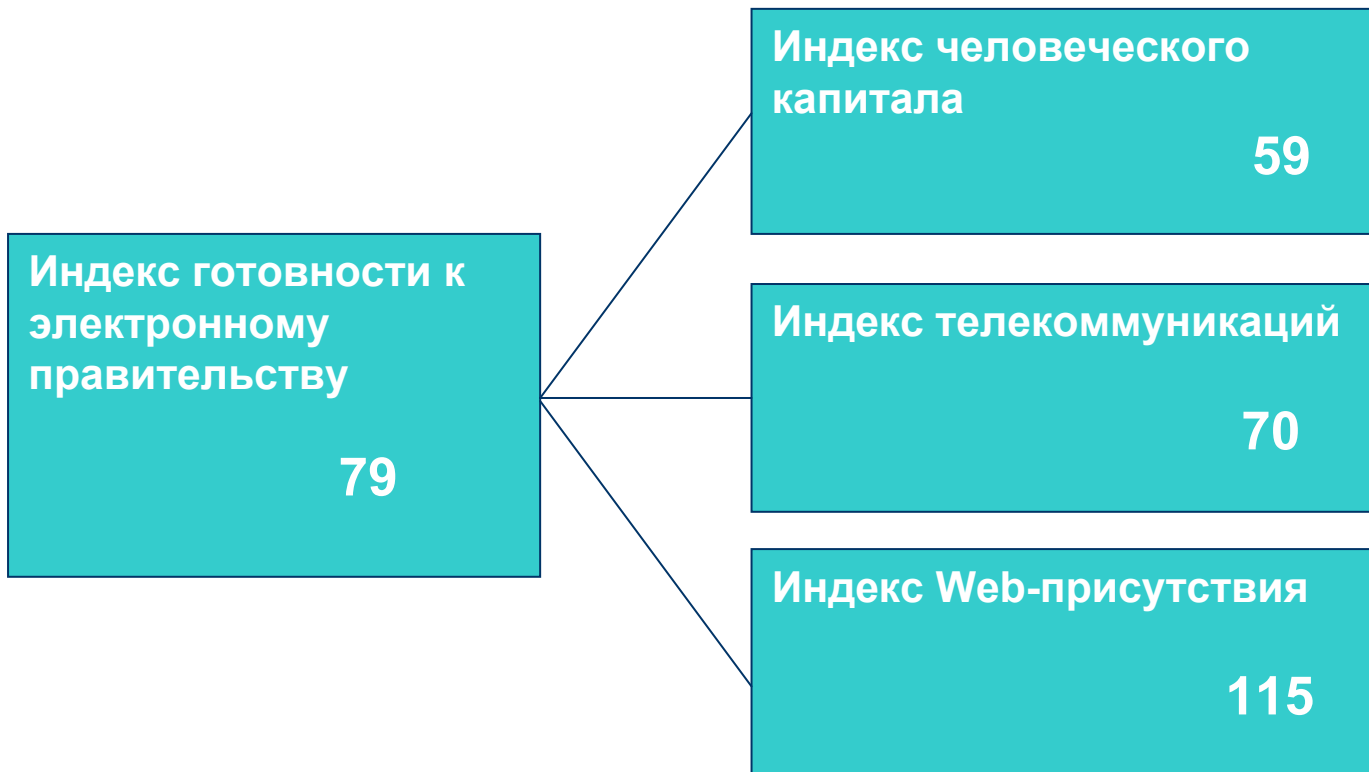 Индекс готовности к
электронному
правительству
79
Индекс человеческого
капитала
59
Индекс телекоммуникаций
70
Индекс Web-присутствия
115